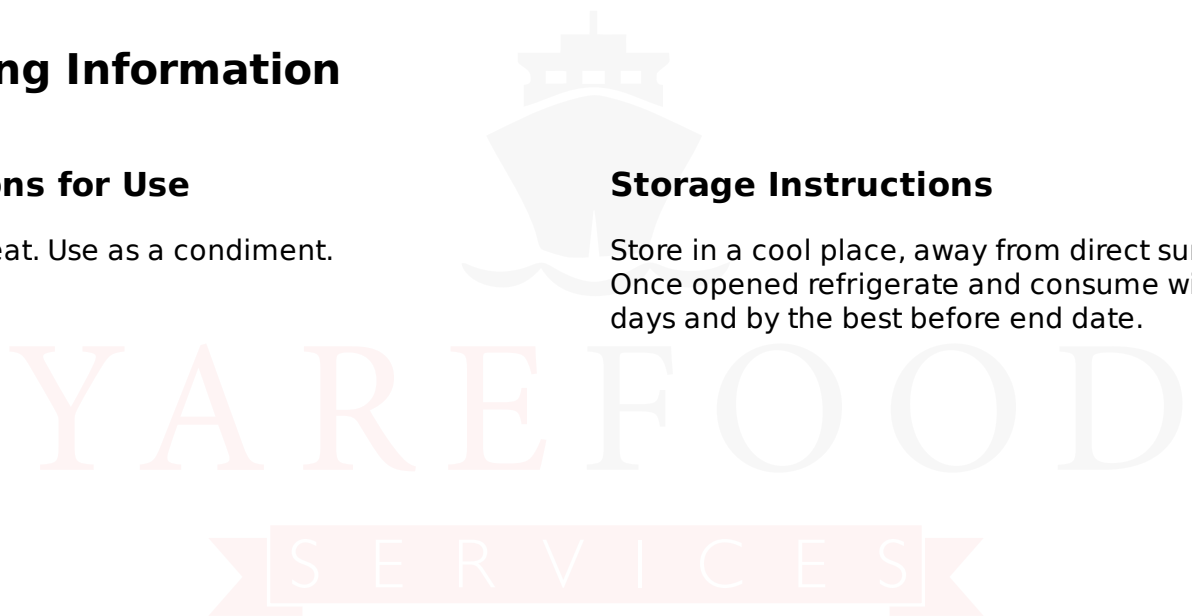 ng Information
ns for Use
eat. Use as a condiment.
Storage Instructions
Store in a cool place, away from direct su
Once opened refrigerate and consume wi
days and by the best before end date.
YAREFOOD
SERVICES